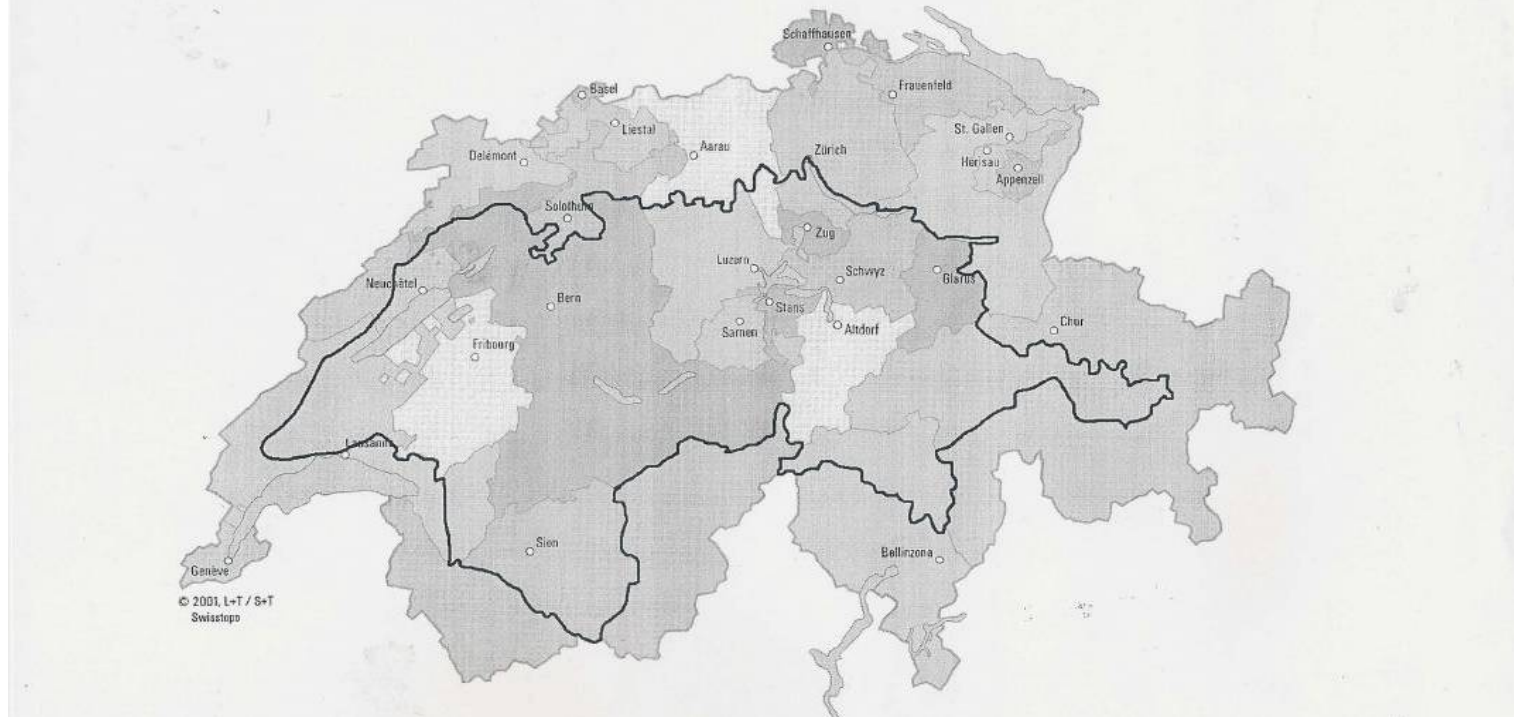 Schaffhausen
Basel
Frauenfeld
Liestal
St. Gallen
Aarau
Zürich
Delémont
Herisau
Appenzell
Solothurn
Zug
Luzern
Schwyz
Glarus
Neuchâtel
Bern
Stans
Chur
Sarnen
Altdorf
Fribourg
Lausanne
Sion
Bellinzona
Genève
© 2001, L+T / S+T
Swisstopo